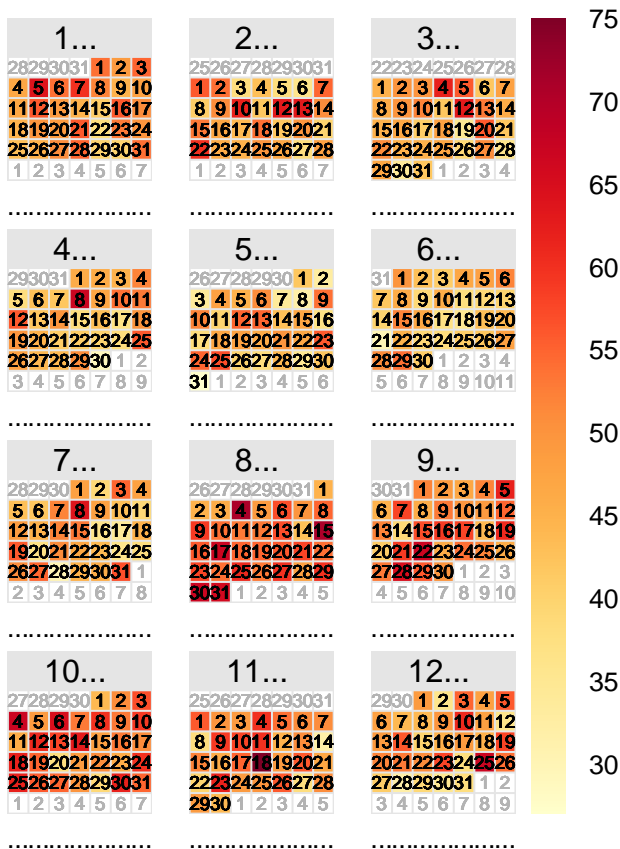 1...
28 29 30 31 1 2 3
4 5 6 7 8 9 10
11 12 13 14 15 16 17
18 19 20 21 22 23 24
25 26 27 28 29 30 31
1 2 3 4 5 6 7
....................
2...
25 26 27 28 29 30 31
1 2 3 4 5 6 7
8 9 10 11 12 13 14
15 16 17 18 19 20 21
22 23 24 25 26 27 28
1 2 3 4 5 6 7
....................
3...
22 23 24 25 26 27 28
1 2 3 4 5 6 7
8 9 10 11 12 13 14
15 16 17 18 19 20 21
22 23 24 25 26 27 28
29 30 31 1 2 3 4
....................
4...
29 30 31 1 2 3 4
5 6 7 8 9 10 11
12 13 14 15 16 17 18
19 20 21 22 23 24 25
26 27 28 29 30 1 2
3 4 5 6 7 8 9
....................
5...
26 27 28 29 30 1 2
3 4 5 6 7 8 9
10 11 12 13 14 15 16
17 18 19 20 21 22 23
24 25 26 27 28 29 30
31 1 2 3 4 5 6
....................
6...
31 1 2 3 4 5 6
7 8 9 10 11 12 13
14 15 16 17 18 19 20
21 22 23 24 25 26 27
28 29 30 1 2 3 4
5 6 7 8 9 10 11
....................
7...
28 29 30 1 2 3 4
5 6 7 8 9 10 11
12 13 14 15 16 17 18
19 20 21 22 23 24 25
26 27 28 29 30 31 1
2 3 4 5 6 7 8
....................
8...
26 27 28 29 30 31 1
2 3 4 5 6 7 8
9 10 11 12 13 14 15
16 17 18 19 20 21 22
23 24 25 26 27 28 29
30 31 1 2 3 4 5
....................
9...
30 31 1 2 3 4 5
6 7 8 9 10 11 12
13 14 15 16 17 18 19
20 21 22 23 24 25 26
27 28 29 30 1 2 3
4 5 6 7 8 9 10
....................
10...
27 28 29 30 1 2 3
4 5 6 7 8 9 10
11 12 13 14 15 16 17
18 19 20 21 22 23 24
25 26 27 28 29 30 31
1 2 3 4 5 6 7
....................
11...
25 26 27 28 29 30 31
1 2 3 4 5 6 7
8 9 10 11 12 13 14
15 16 17 18 19 20 21
22 23 24 25 26 27 28
29 30 1 2 3 4 5
....................
12...
29 30 1 2 3 4 5
6 7 8 9 10 11 12
13 14 15 16 17 18 19
20 21 22 23 24 25 26
27 28 29 30 31 1 2
3 4 5 6 7 8 9
....................
75
70
65
60
55
50
45
40
35
30